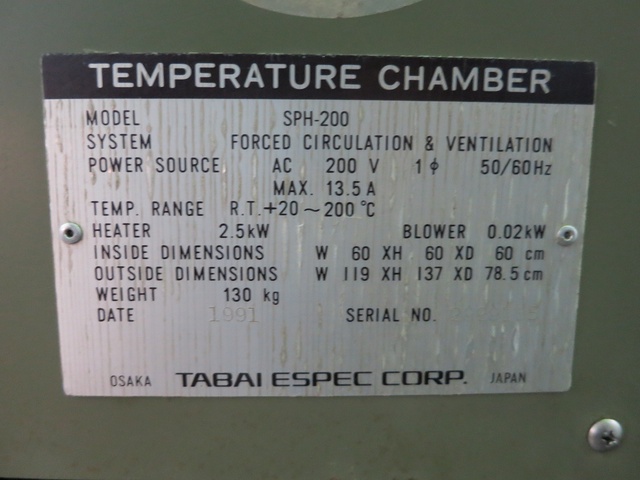 TEMPERATURE CHAMBER
MODEL SPH-200
SYSTEM FORCED CIRCULATION & VENTILATION
POWER SOURCE AC 200 V 1ϕ 50/60Hz
MAX. 13.5 A
TEMP. RANGE R.T.+20~200℃
HEATER 2.5kW BLOWER 0.02kW
INSIDE DIMENSIONS W 60 XH 60 XD 60 cm
OUTSIDE DIMENSIONS W 119 XH 137 XD 78.5cm
WEIGHT 130 kg
DATE 1991 SERIAL NO.
OSAKA TABAI ESPEC CORP. JAPAN